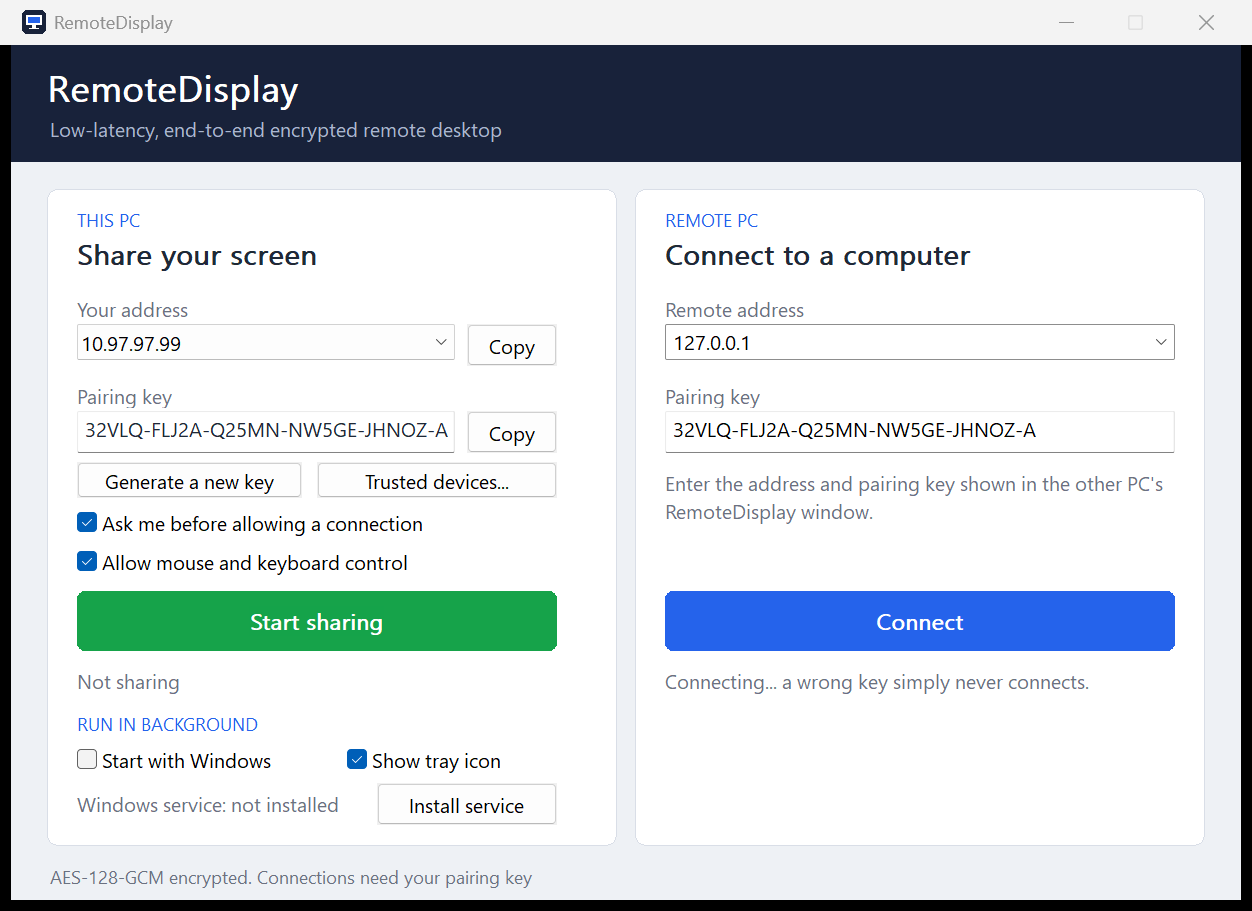 RemoteDisplay
RemoteDisplay
Low-latency, end-to-end encrypted remote desktop
THIS PC
Share your screen
Your address
10.97.97.99
Copy
Pairing key
32VLQ-FLJ2A-Q25MN-NW5GE-JHNOZ-A
Copy
Generate a new key
Trusted devices...
Ask me before allowing a connection
Allow mouse and keyboard control
Start sharing
Not sharing
RUN IN BACKGROUND
Start with Windows
Show tray icon
Windows service: not installed
Install service
REMOTE PC
Connect to a computer
Remote address
127.0.0.1
Pairing key
32VLQ-FLJ2A-Q25MN-NW5GE-JHNOZ-A
Enter the address and pairing key shown in the other PC's
RemoteDisplay window.
Connect
Connecting... a wrong key simply never connects.
AES-128-GCM encrypted. Connections need your pairing key